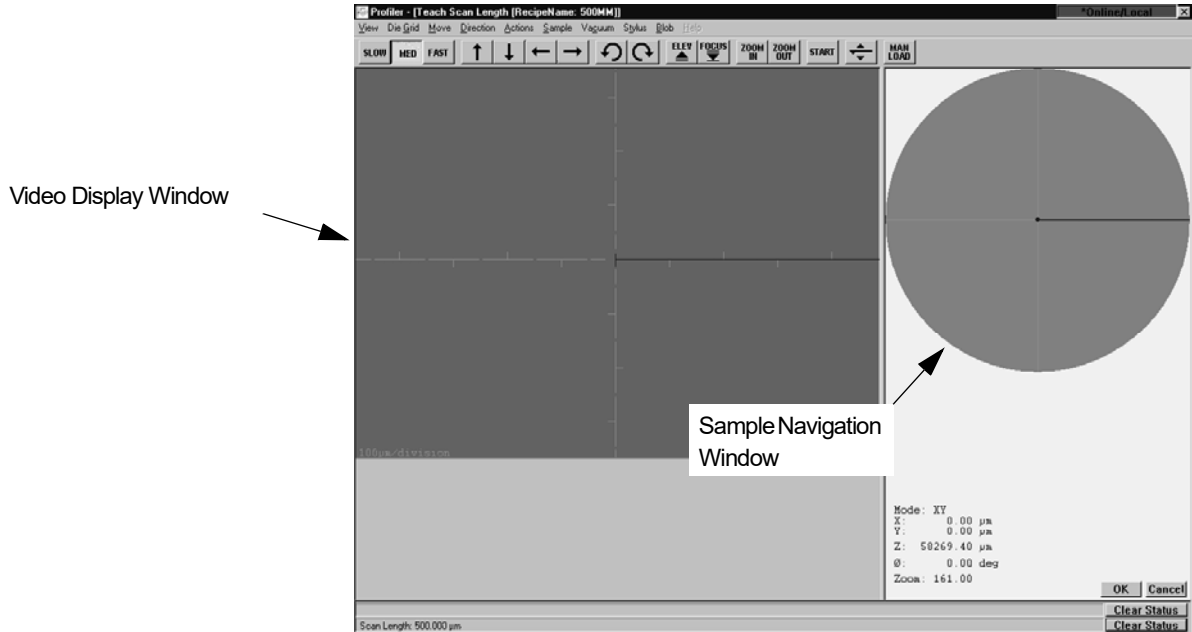 Profiler - [Teach Scan Length [RecipeName: 500MM]]
*Online/Local
View Die Grid Move Direction Actions Sample Vacuum Stylus Blob Help
SLOW MED FAST ELEV FOCUS ZOOM IN ZOOM OUT START MAN LOAD
Video Display Window
Sample Navigation
Window
100µm/division
Mode: XY
X: 0.00 µm
Y: 0.00 µm
Z: 58269.40 µm
Ø: 0.00 deg
Zoom: 161.00
OK Cancel
Clear Status
Scan Length: 500.000 µm
Clear Status